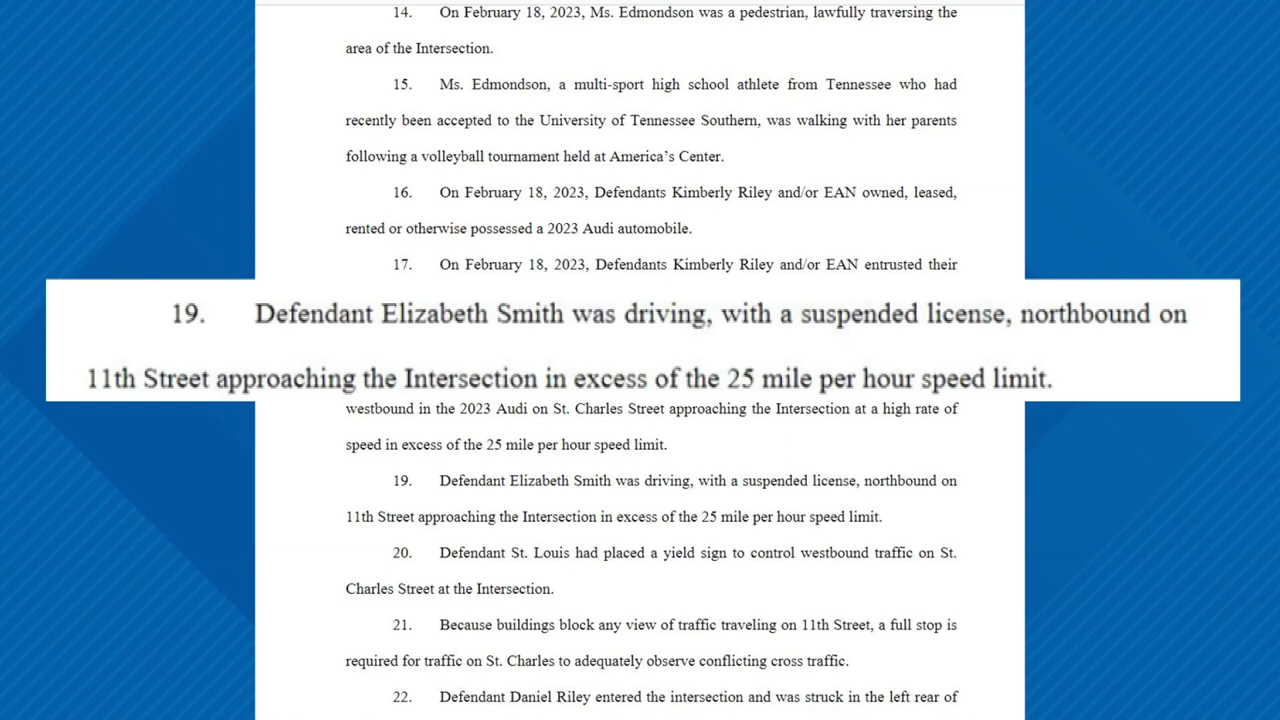 14. On February 18, 2023, Ms. Edmondson was a pedestrian, lawfully traversing the
area of the Intersection.
15. Ms. Edmondson, a multi-sport high school athlete from Tennessee who had
recently been accepted to the University of Tennessee Southern, was walking with her parents
following a volleyball tournament held at America’s Center.
16. On February 18, 2023, Defendants Kimberly Riley and/or EAN owned, leased,
rented or otherwise possessed a 2023 Audi automobile.
17. On February 18, 2023, Defendants Kimberly Riley and/or EAN entrusted their
19. Defendant Elizabeth Smith was driving, with a suspended license, northbound on
11th Street approaching the Intersection in excess of the 25 mile per hour speed limit.
westbound in the 2023 Audi on St. Charles Street approaching the Intersection at a high rate of
speed in excess of the 25 mile per hour speed limit.
19. Defendant Elizabeth Smith was driving, with a suspended license, northbound on
11th Street approaching the Intersection in excess of the 25 mile per hour speed limit.
20. Defendant St. Louis had placed a yield sign to control westbound traffic on St.
Charles Street at the Intersection.
21. Because buildings block any view of traffic traveling on 11th Street, a full stop is
required for traffic on St. Charles to adequately observe conflicting cross traffic.
22. Defendant Daniel Riley entered the intersection and was struck in the left rear of